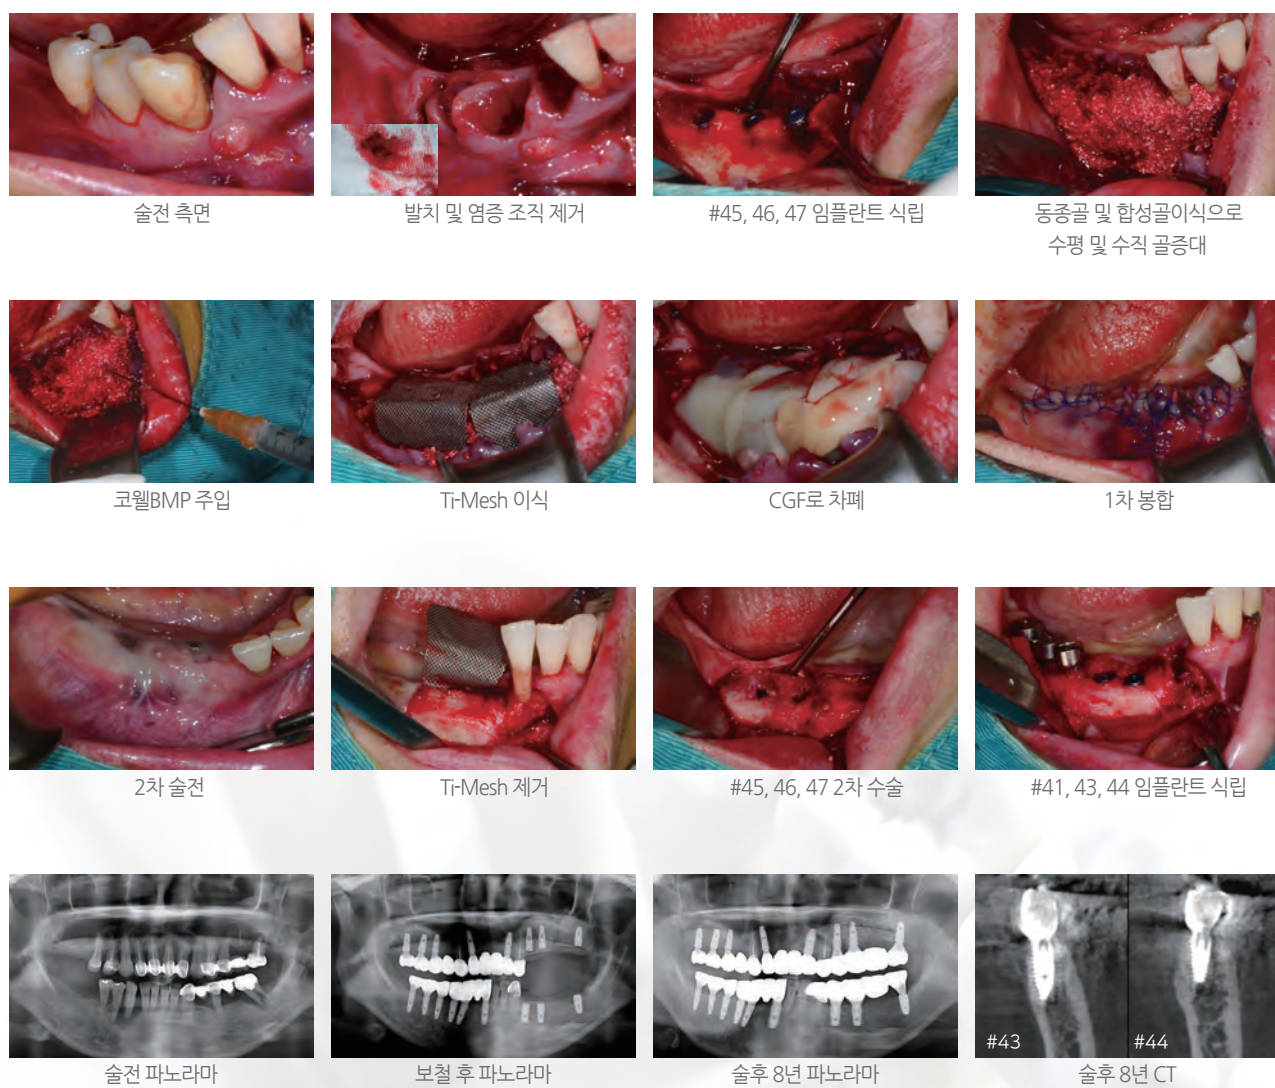 술전 측면
발치 및 염증 조직 제거
#45, 46, 47 임플란트 식립
동종골 및 합성골이식으로
수평 및 수직 골증대
코웰BMP 주입
Ti-Mesh 이식
CGF로 차폐
1차 봉합
2차 술전
Ti-Mesh 제거
#45, 46, 47 2차 수술
#41, 43, 44 임플란트 식립
#43
#44
술전 파노라마
보철 후 파노라마
술후 8년 파노라마
술후 8년 CT